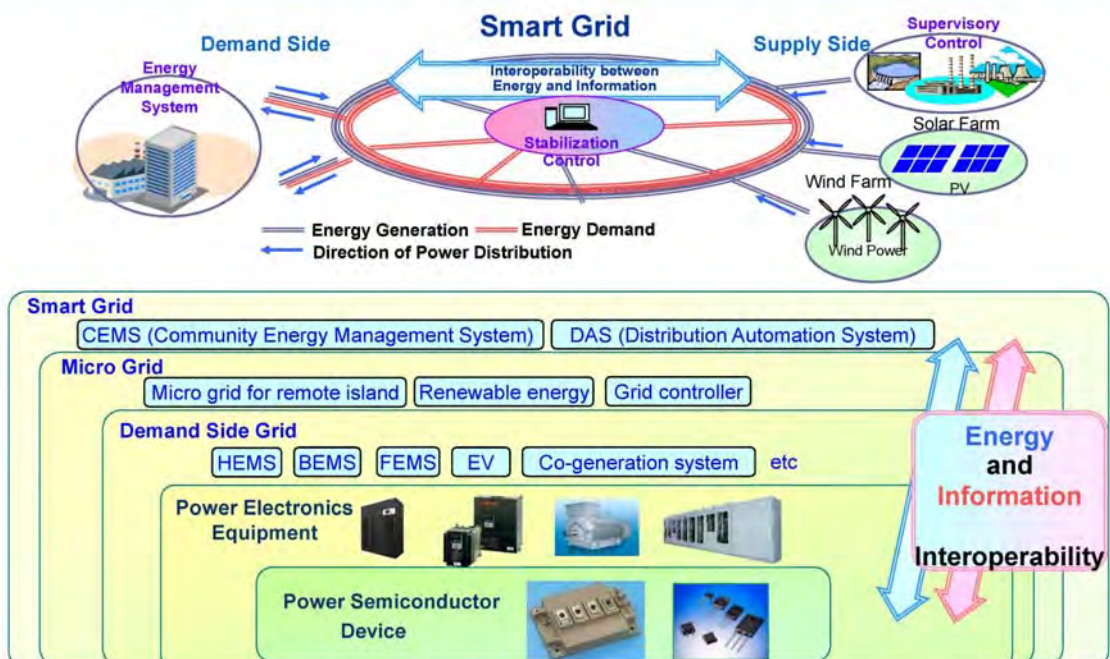 Smart Grid
Demand Side
Supply Side
Supervisory
Control
Energy
Management
System
Interoperability between
Energy and Information
Stabilization
Control
Solar Farm
PV
Wind Farm
Wind Power
Energy Generation
Energy Demand
Direction of Power Distribution
Smart Grid
CEMS (Community Energy Management System)
DAS (Distribution Automation System)
Micro Grid
Micro grid for remote island
Renewable energy
Grid controller
Demand Side Grid
HEMS
BEMS
FEMS
EV
Co-generation system
etc
Energy
and
Information
Interoperability
Power Electronics
Equipment
Power Semiconductor
Device